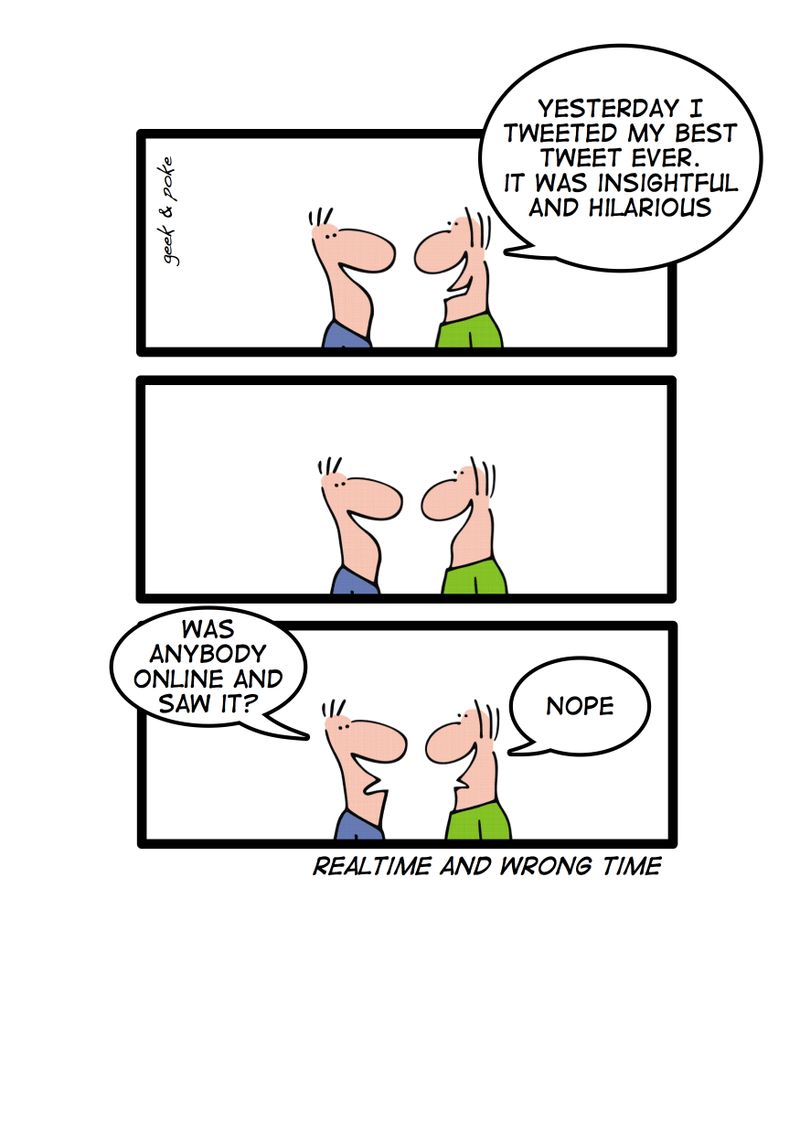 geek & poke
YESTERDAY I
TWEETED MY BEST
TWEET EVER.
IT WAS INSIGHTFUL
AND HILARIOUS
WAS
ANYBODY
ONLINE AND
SAW IT?
NOPE
REALTIME AND WRONG TIME